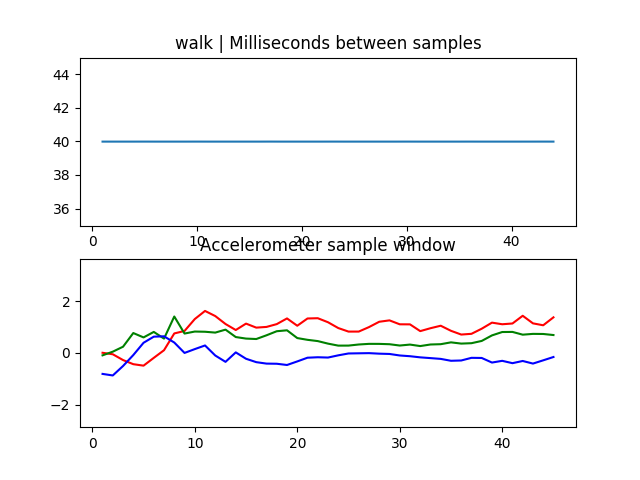 walk | Milliseconds between samples
44
42
40
38
36
0 10 20 30 40
Accelerometer sample window
2
0
−2
0 10 20 30 40